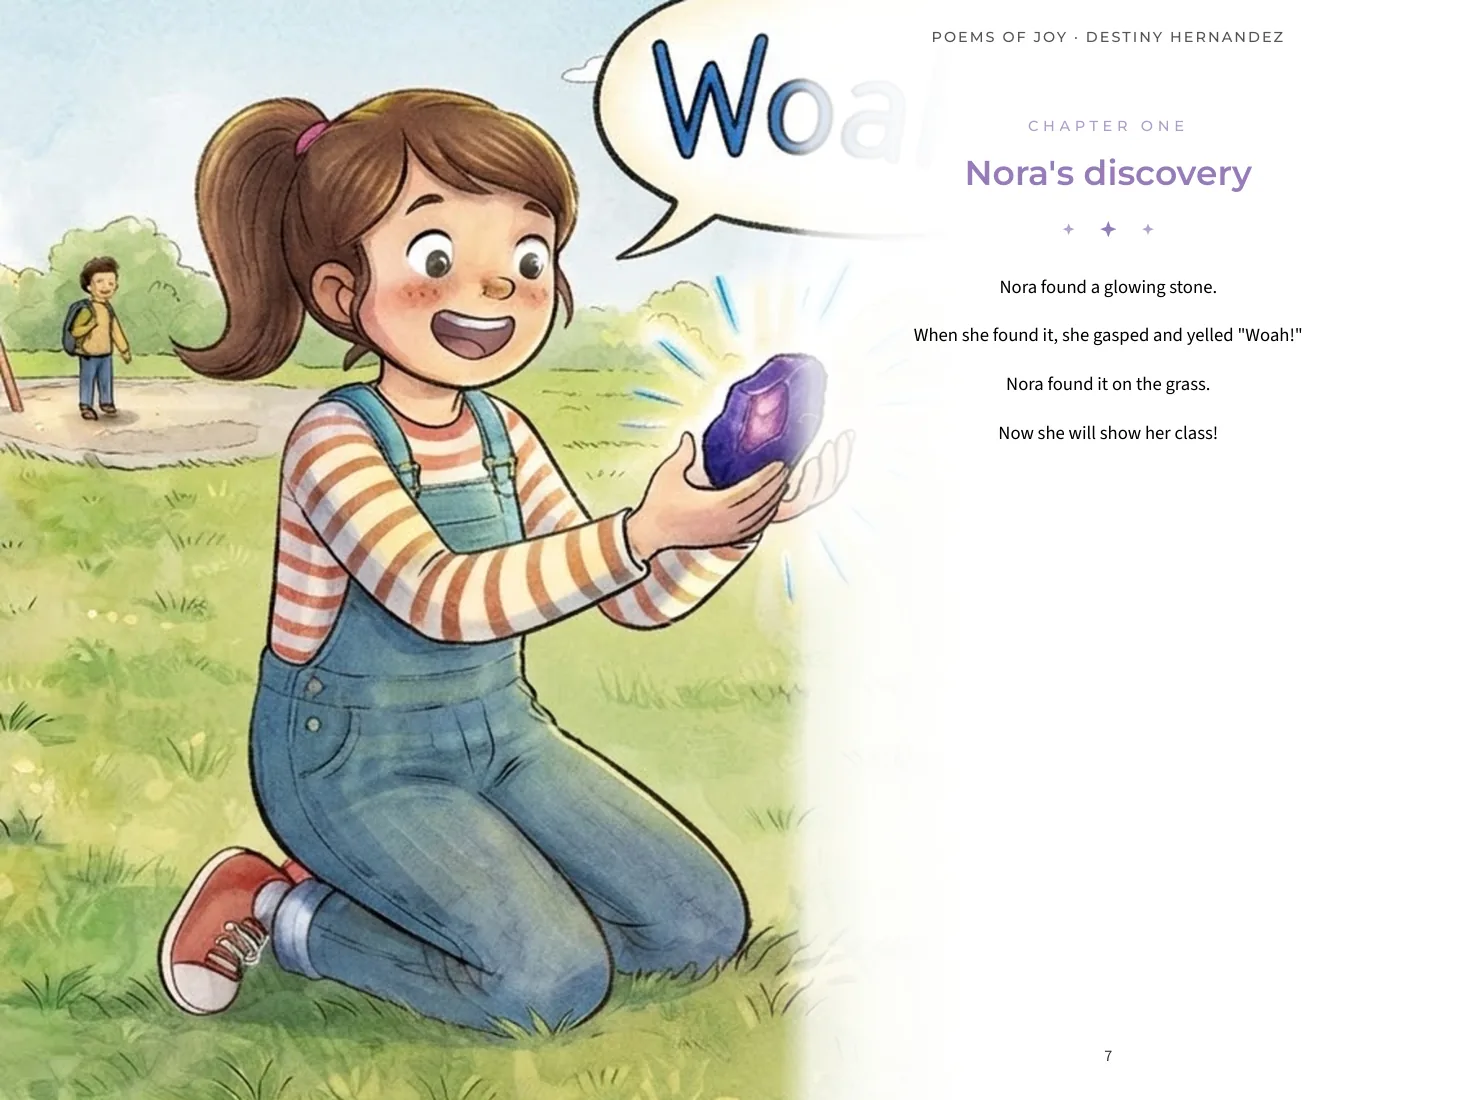 Woa
POEMS OF JOY · DESTINY HERNANDEZ
CHAPTER ONE
Nora's discovery
Nora found a glowing stone.
When she found it, she gasped and yelled "Woah!"
Nora found it on the grass.
Now she will show her class!
7